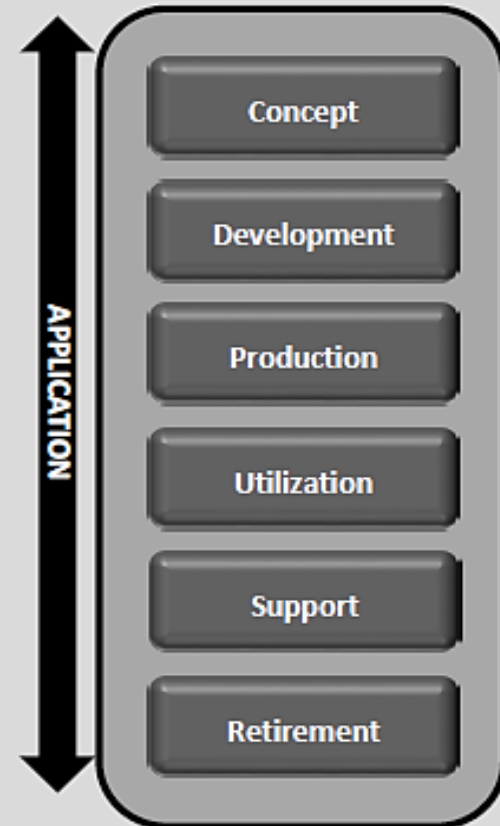 APPLICATION
Concept
Development
Production
Utilization
Support
Retirement